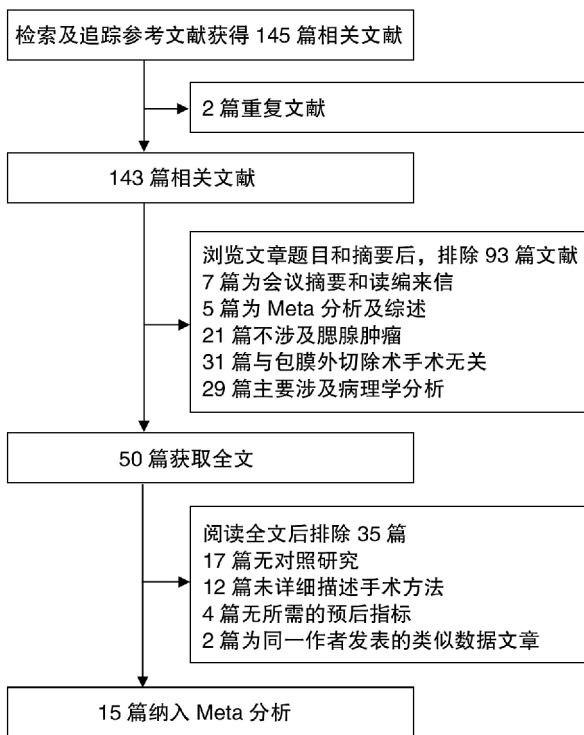 检索及追踪参考文献获得 145 篇相关文献
2 篇重复文献
143 篇相关文献
浏览文章题目和摘要后，排除 93 篇文献
7 篇为会议摘要和读编来信
5 篇为 Meta 分析及综述
21 篇不涉及腮腺肿瘤
31 篇与包膜外切除术手术无关
29 篇主要涉及病理学分析
50 篇获取全文
阅读全文后排除 35 篇
17 篇无对照研究
12 篇未详细描述手术方法
4 篇无所需的预后指标
2 篇为同一作者发表的类似数据文章
15 篇纳入 Meta 分析